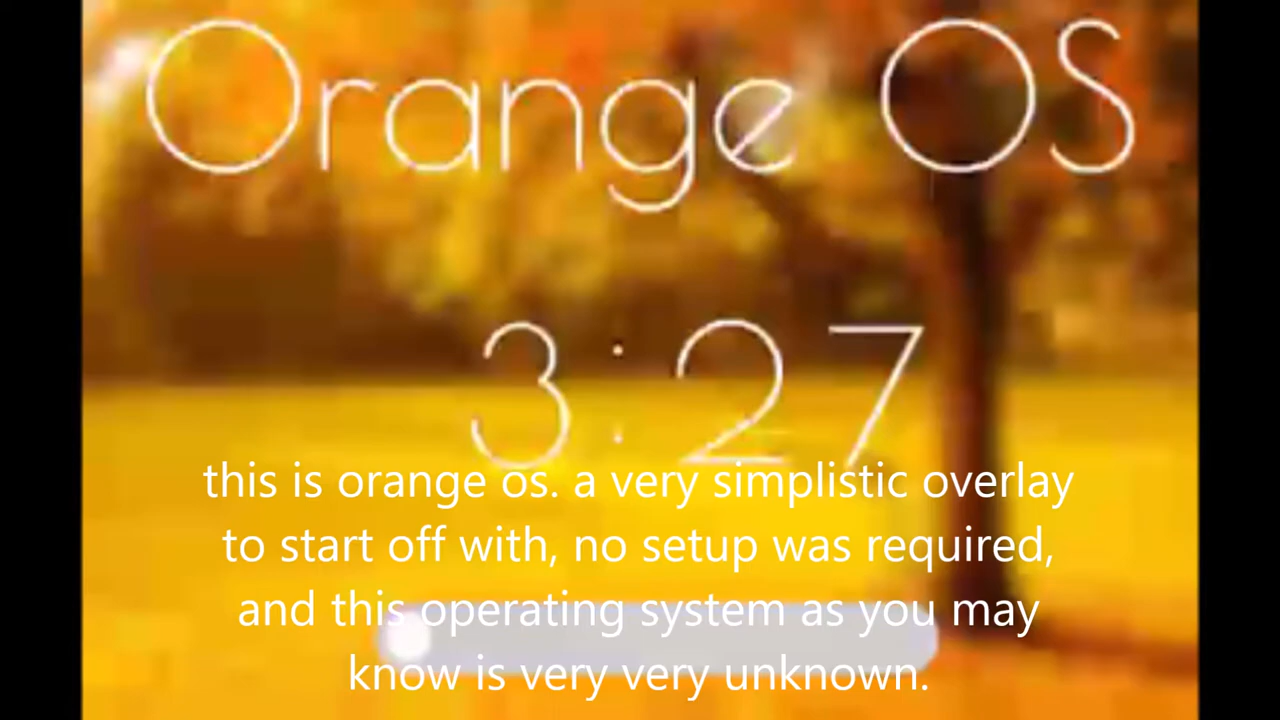 Orange OS
3:27
this is orange os. a very simplistic overlay
to start off with, no setup was required,
and this operating system as you may
know is very very unknown.